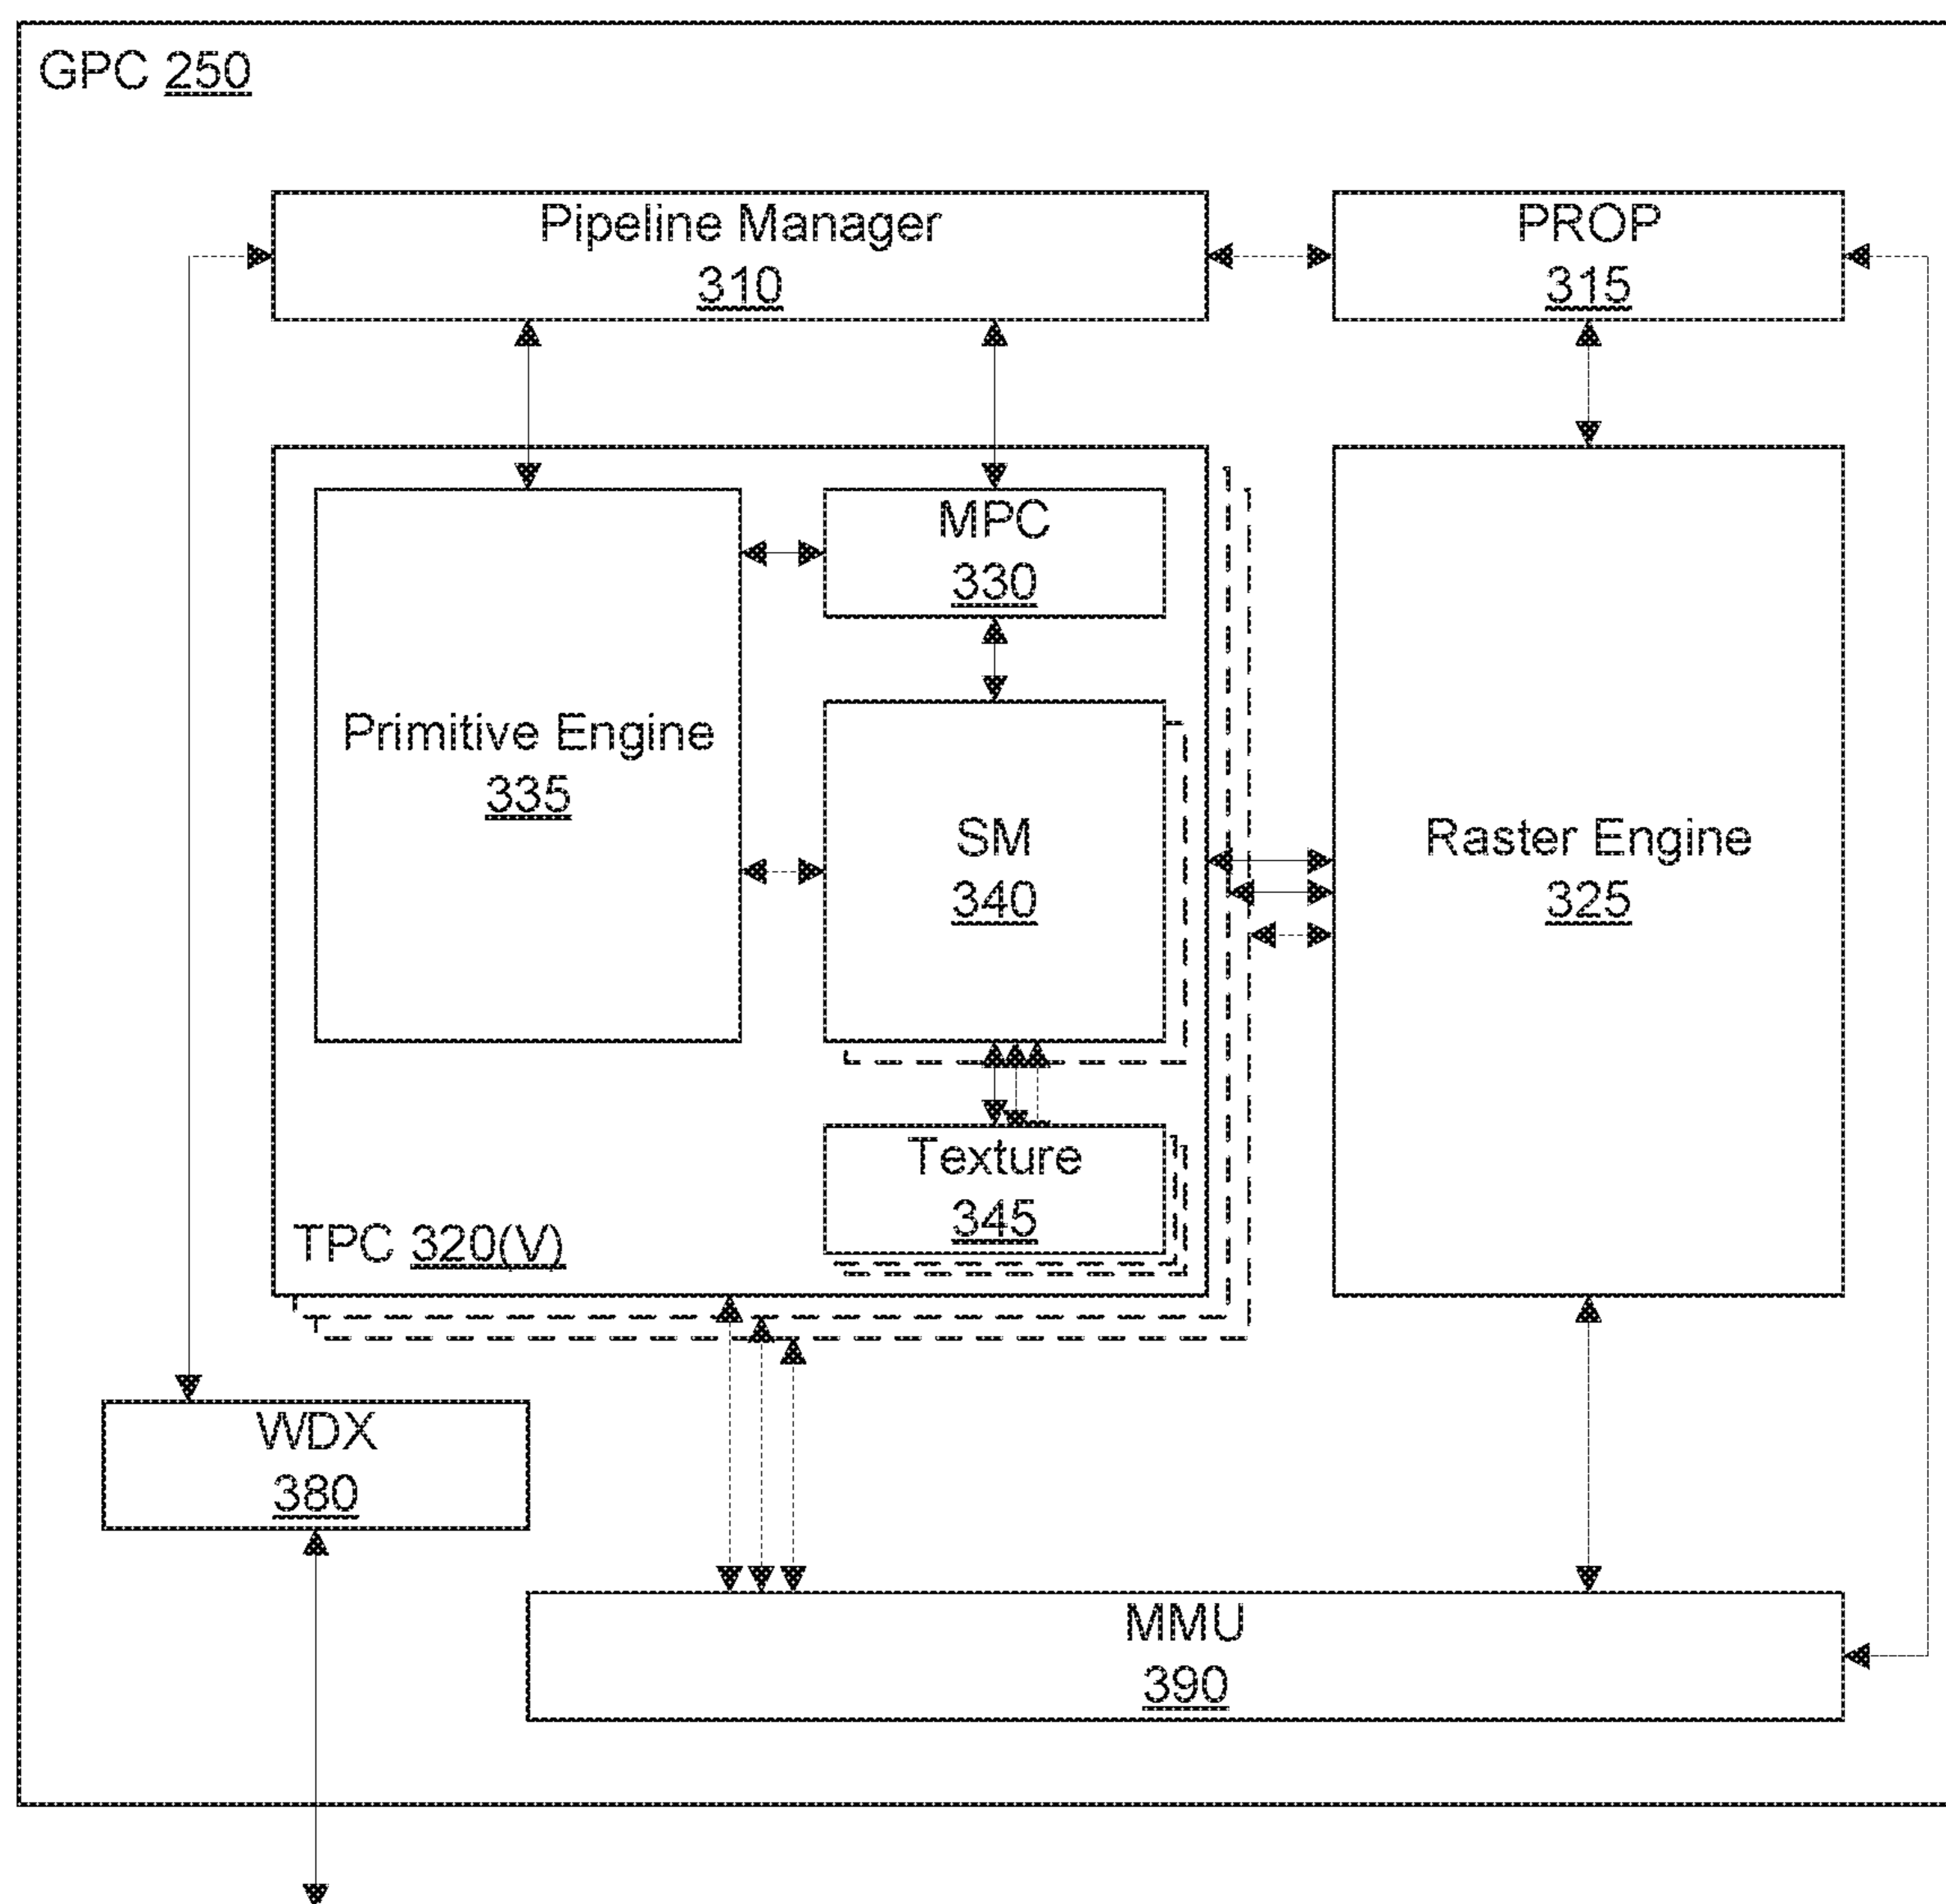 GPC 250
Pipeline Manager
310
PROP
315
MPC
330
Primitive Engine
335
SM
340
Raster Engine
325
Texture
345
TPC 320(V)
WDX
380
MMU
390